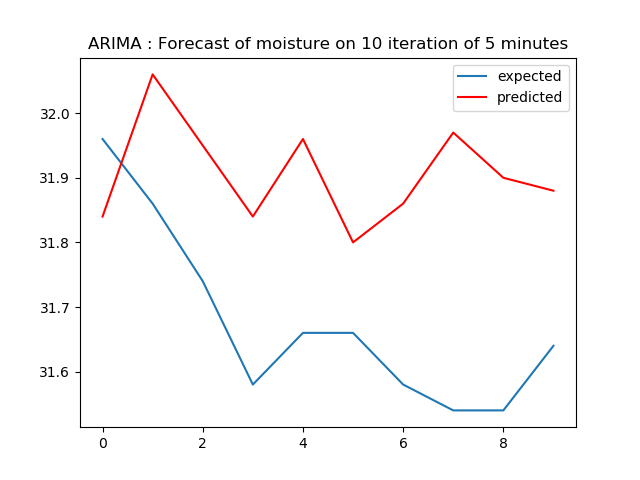 ARIMA : Forecast of moisture on 10 iteration of 5 minutes
expected
predicted
32.0
31.9
31.8
31.7
31.6
0 2 4 6 8